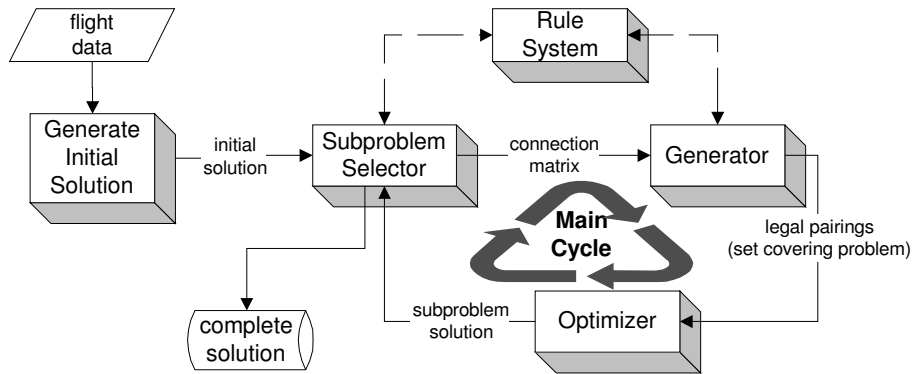 flight
data
Rule
System
Generate
Initial
Solution
initial
solution
Subproblem
Selector
connection
matrix
Generator
Main
Cycle
legal pairings
(set covering problem)
subproblem
solution
Optimizer
complete
solution